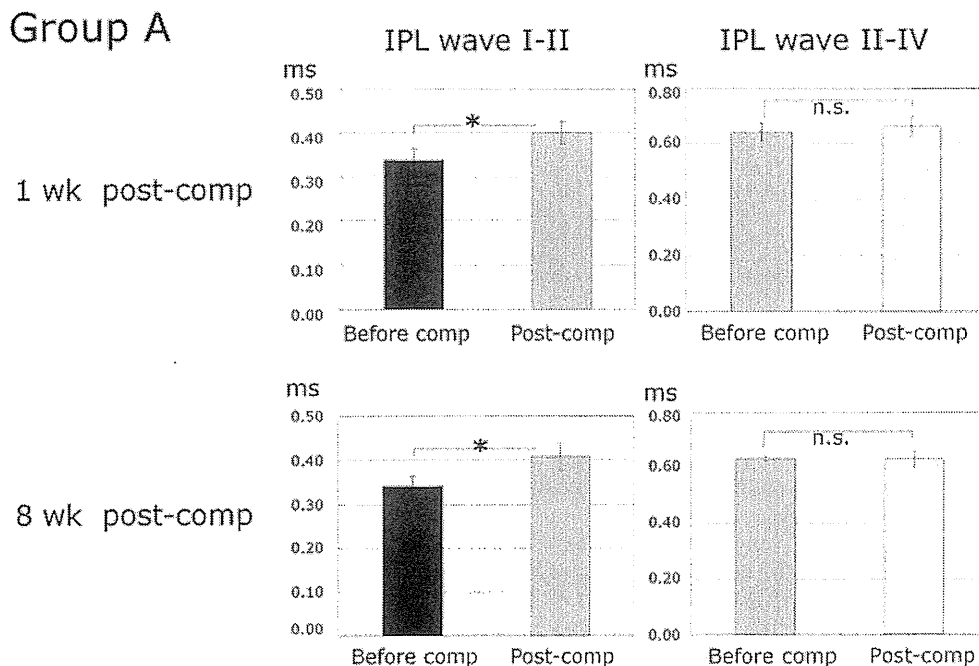 Group A
IPL wave I-II
IPL wave II-IV
1 wk post-comp
ms
0.50
0.40
0.30
0.20
0.10
0.00
*
Before comp Post-comp
ms
0.80
0.60
0.40
0.20
0.00
n.s.
Before comp Post-comp
8 wk post-comp
ms
0.50
0.40
0.30
0.20
0.10
0.00
*
Before comp Post-comp
ms
0.80
0.60
0.40
0.20
0.00
n.s.
Before comp Post-comp